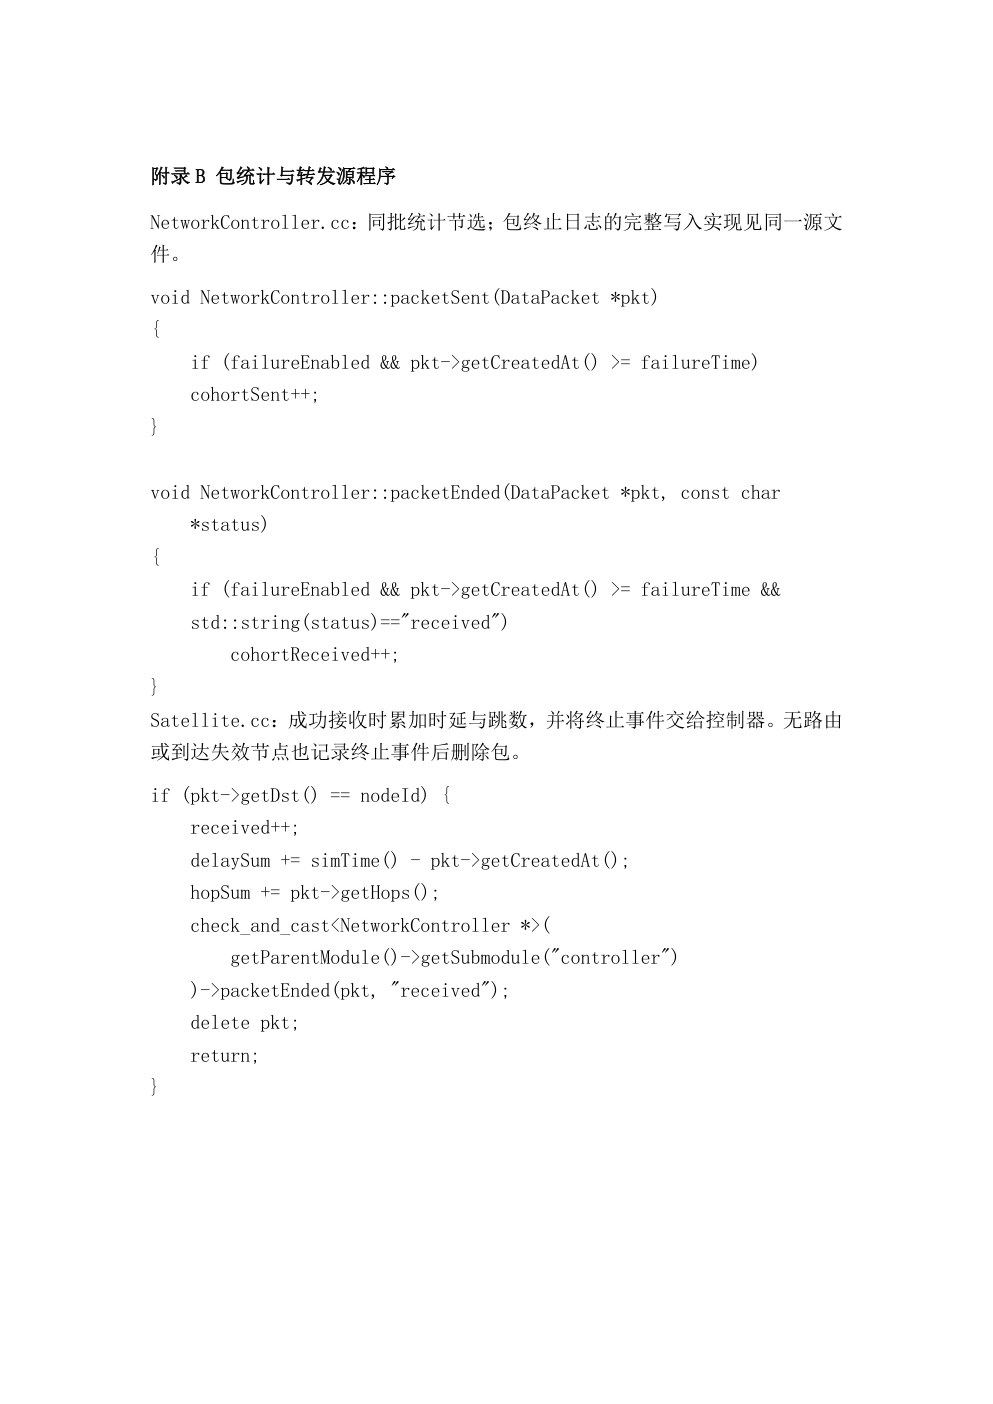 附录 B 包统计与转发源程序
NetworkController.cc：同批统计节选；包终止日志的完整写入实现见同一源文
件。
void NetworkController::packetSent(DataPacket *pkt)
{
    if (failureEnabled && pkt->getCreatedAt() >= failureTime)
    cohortSent++;
}
void NetworkController::packetEnded(DataPacket *pkt, const char
    *status)
{
    if (failureEnabled && pkt->getCreatedAt() >= failureTime &&
    std::string(status)=="received")
        cohortReceived++;
}
Satellite.cc：成功接收时累加时延与跳数，并将终止事件交给控制器。无路由
或到达失效节点也记录终止事件后删除包。
if (pkt->getDst() == nodeId) {
    received++;
    delaySum += simTime() - pkt->getCreatedAt();
    hopSum += pkt->getHops();
    check_and_cast<NetworkController *>(
        getParentModule()->getSubmodule("controller")
    )->packetEnded(pkt, "received");
    delete pkt;
    return;
}